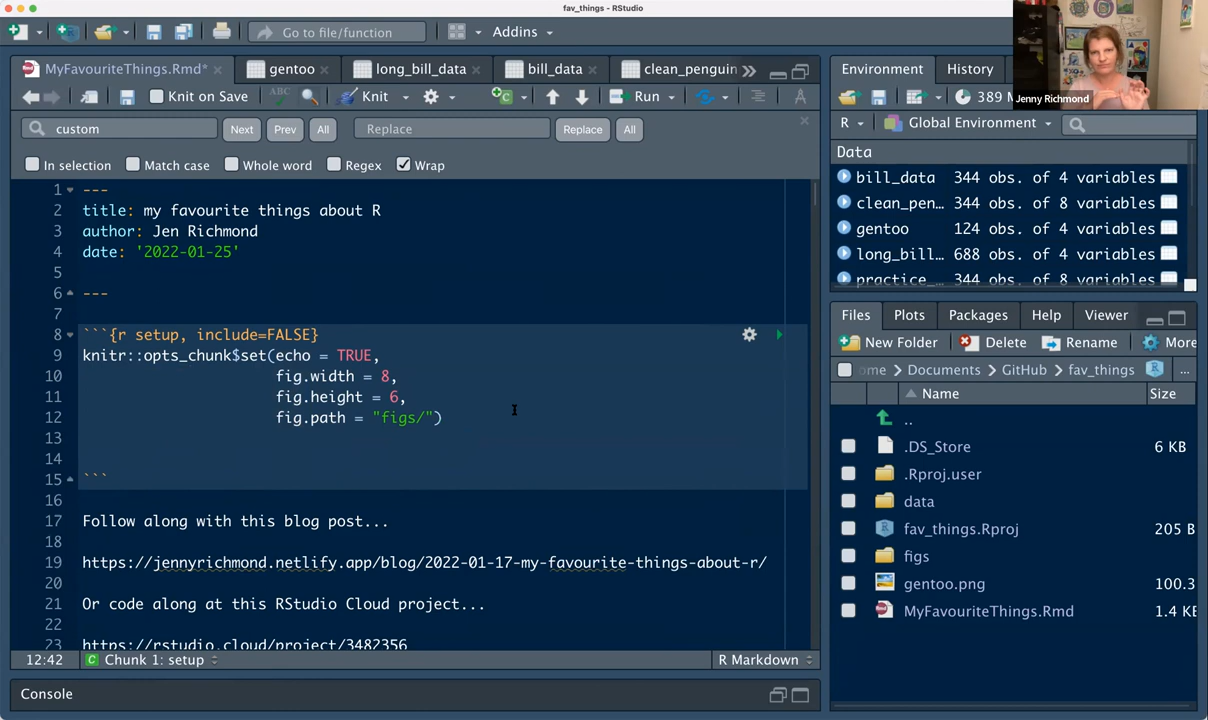 fav_things - RStudio
Go to file/function
Addins
MyFavouriteThings.Rmd*
gentoo
long_bill_data
bill_data
clean_penguin
Knit on Save
ABC
Knit
Run
custom
Next
Prev
All
Replace
Replace
All
In selection
Match case
Whole word
Regex
Wrap
1 ---
2 title: my favourite things about R
3 author: Jen Richmond
4 date: '2022-01-25'
5
6 ---
7
8 ```{r setup, include=FALSE}
9 knitr::opts_chunk$set(echo = TRUE,
10 fig.width = 8,
11 fig.height = 6,
12 fig.path = "figs/")
13
14
15 ```
16
17 Follow along with this blog post...
18
19 https://jennyrichmond.netlify.app/blog/2022-01-17-my-favourite-things-about-r/
20
21 Or code along at this RStudio Cloud project...
22
23 https://rstudio.cloud/project/3482356
12:42
C Chunk 1: setup
R Markdown
Console
Jenny Richmond
Environment
History
389 M
R
Global Environment
Data
bill_data 344 obs. of 4 variables
clean_pen… 344 obs. of 8 variables
gentoo 124 obs. of 4 variables
long_bill… 688 obs. of 4 variables
practice_… 344 obs. of 8 variables
Files
Plots
Packages
Help
Viewer
New Folder
Delete
Rename
More
ome > Documents > GitHub > fav_things
R
...
Name
Size
..
.DS_Store 6 KB
.Rproj.user
data
fav_things.Rproj 205 B
figs
gentoo.png 100.3
MyFavouriteThings.Rmd 1.4 KB